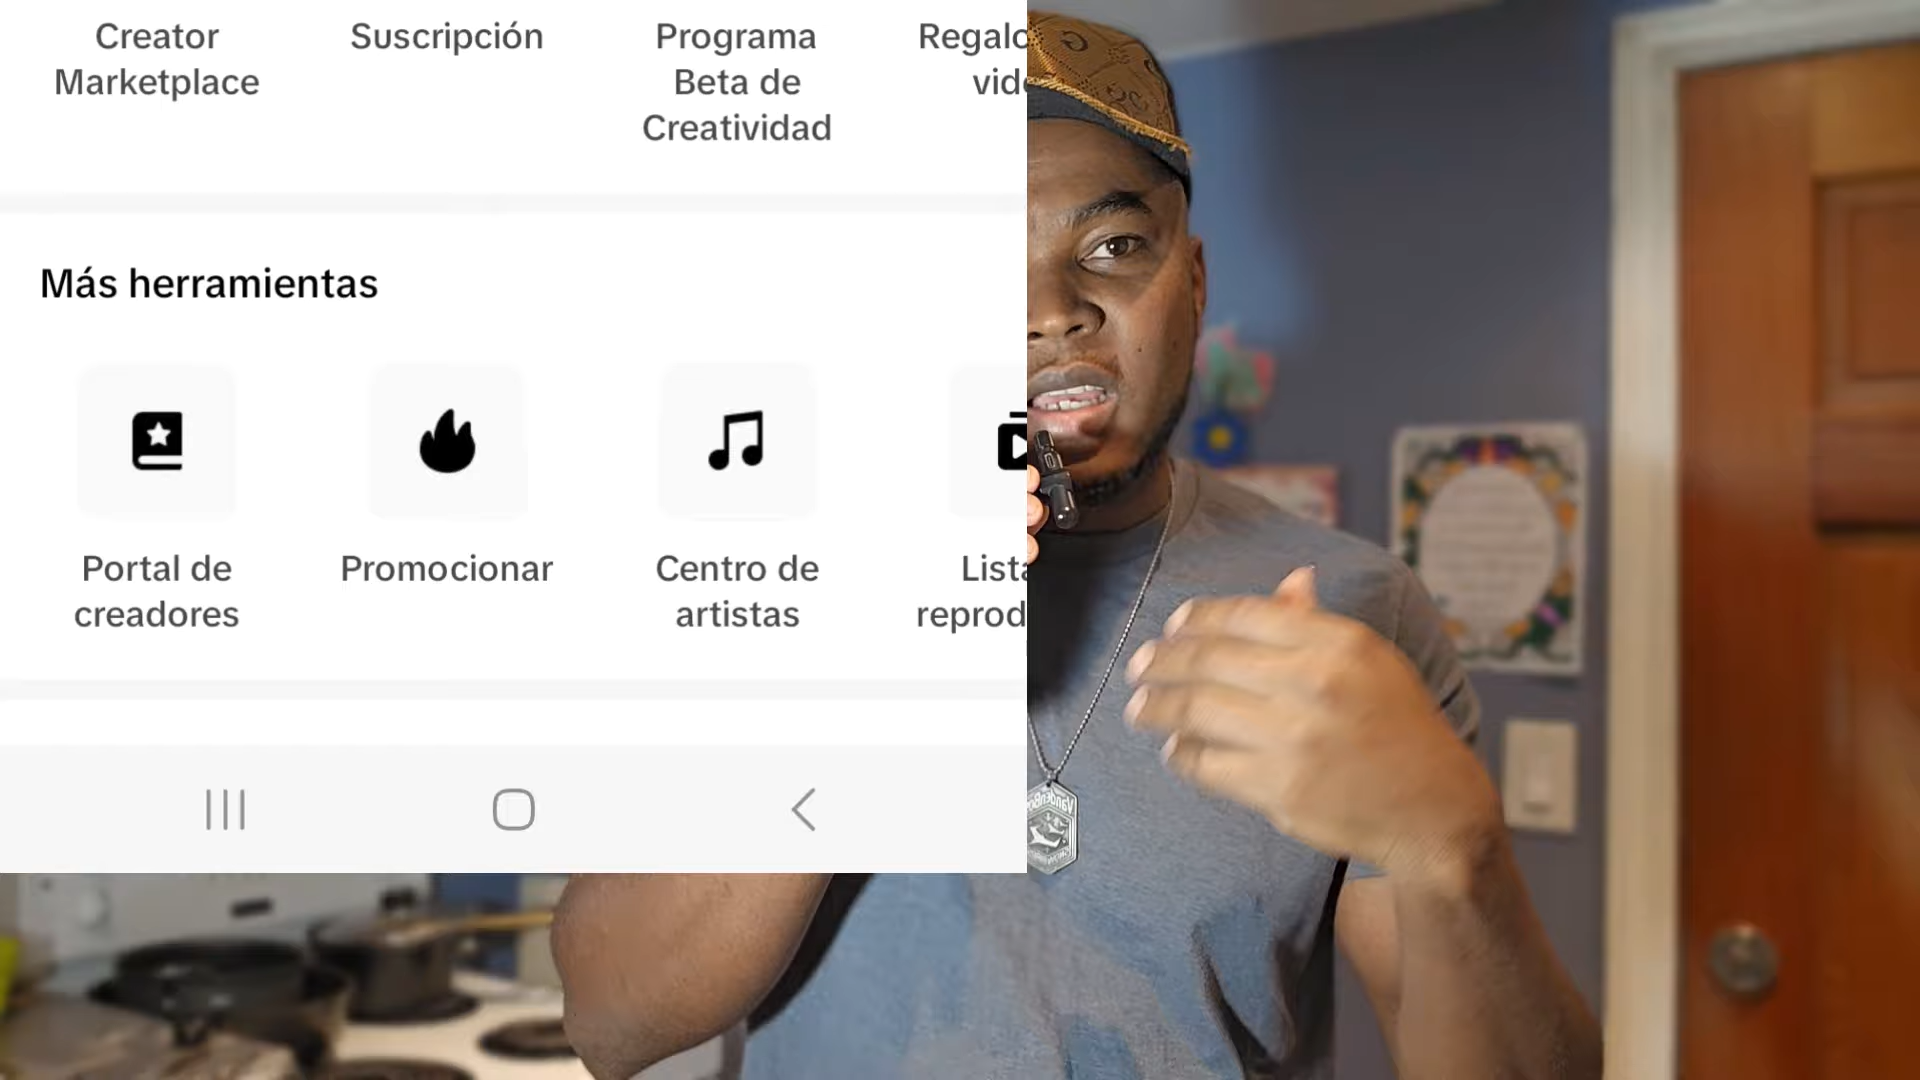 Creator
Marketplace
Suscripción
Programa
Beta de
Creatividad
Más herramientas
Portal de
creadores
Promocionar
Centro de
artistas